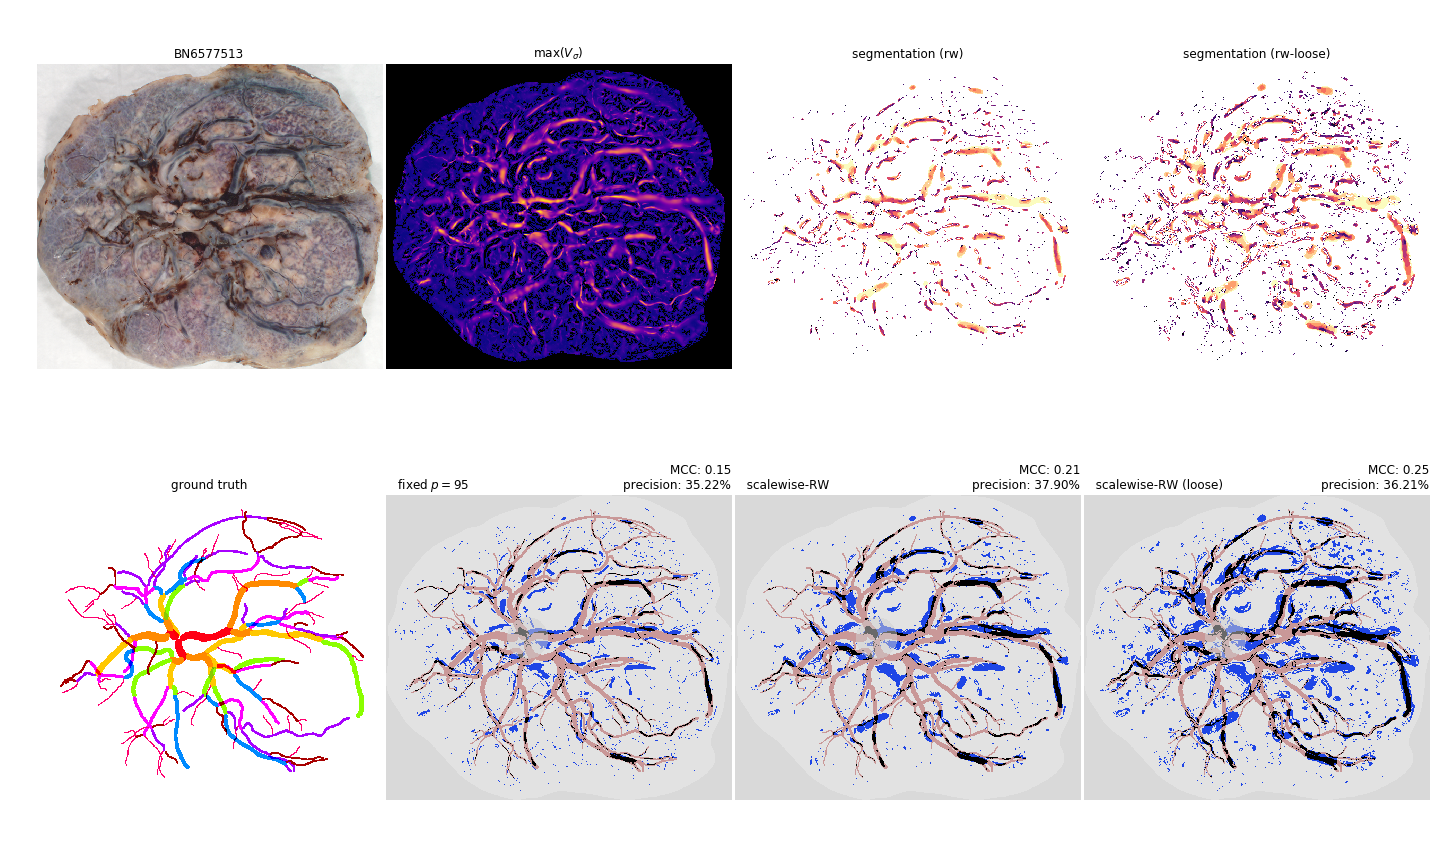 BN6577513
max(V_σ)
segmentation (rw)
segmentation (rw-loose)
ground truth
fixed p = 95
MCC: 0.15
precision: 35.22%
scalewise-RW
MCC: 0.21
precision: 37.90%
scalewise-RW (loose)
MCC: 0.25
precision: 36.21%